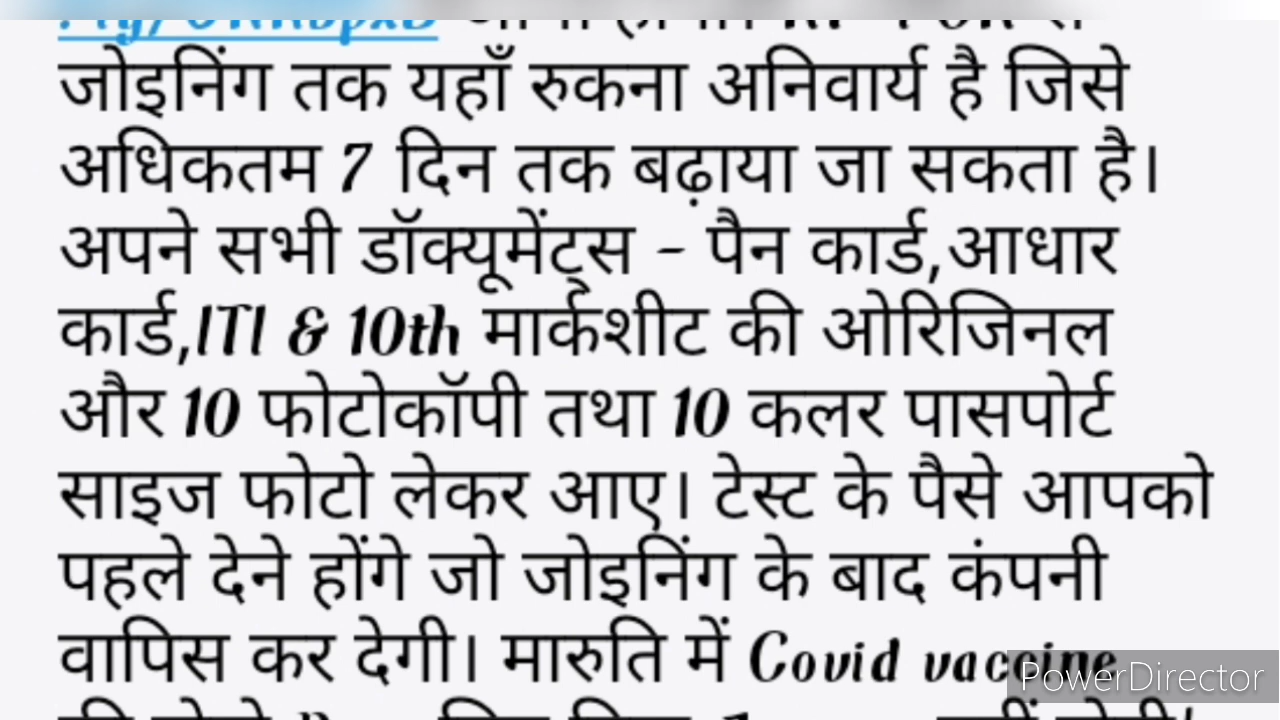 जोइनिंग तक यहाँ रुकना अनिवार्य है जिसे
अधिकतम 7 दिन तक बढ़ाया जा सकता है।
अपने सभी डॉक्यूमेंट्स - पैन कार्ड,आधार
कार्ड,ITI & 10th मार्कशीट की ओरिजिनल
और 10 फोटोकॉपी तथा 10 कलर पासपोर्ट
साइज फोटो लेकर आए। टेस्ट के पैसे आपको
पहले देने होंगे जो जोइनिंग के बाद कंपनी
वापिस कर देगी। मारुति में Covid vaccine
PowerDirector